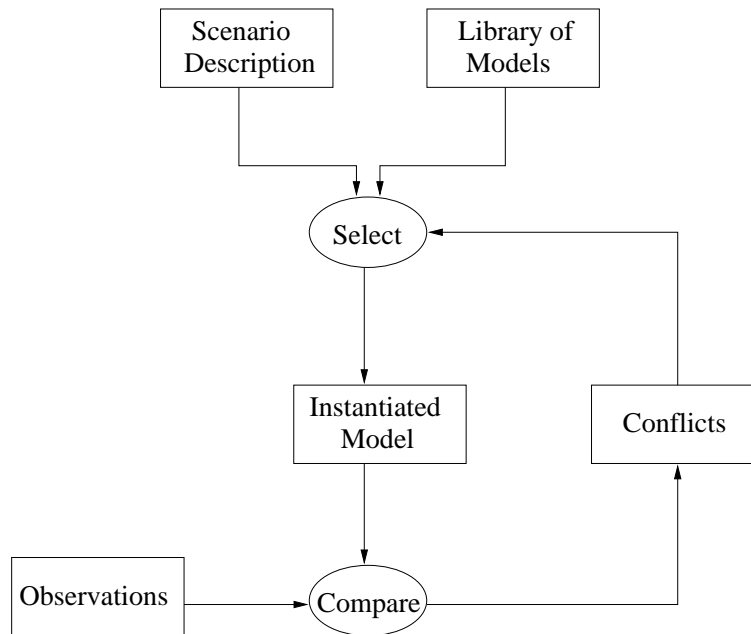 Scenario
Description
Library of
Models
Select
Instantiated
Model
Conflicts
Observations
Compare